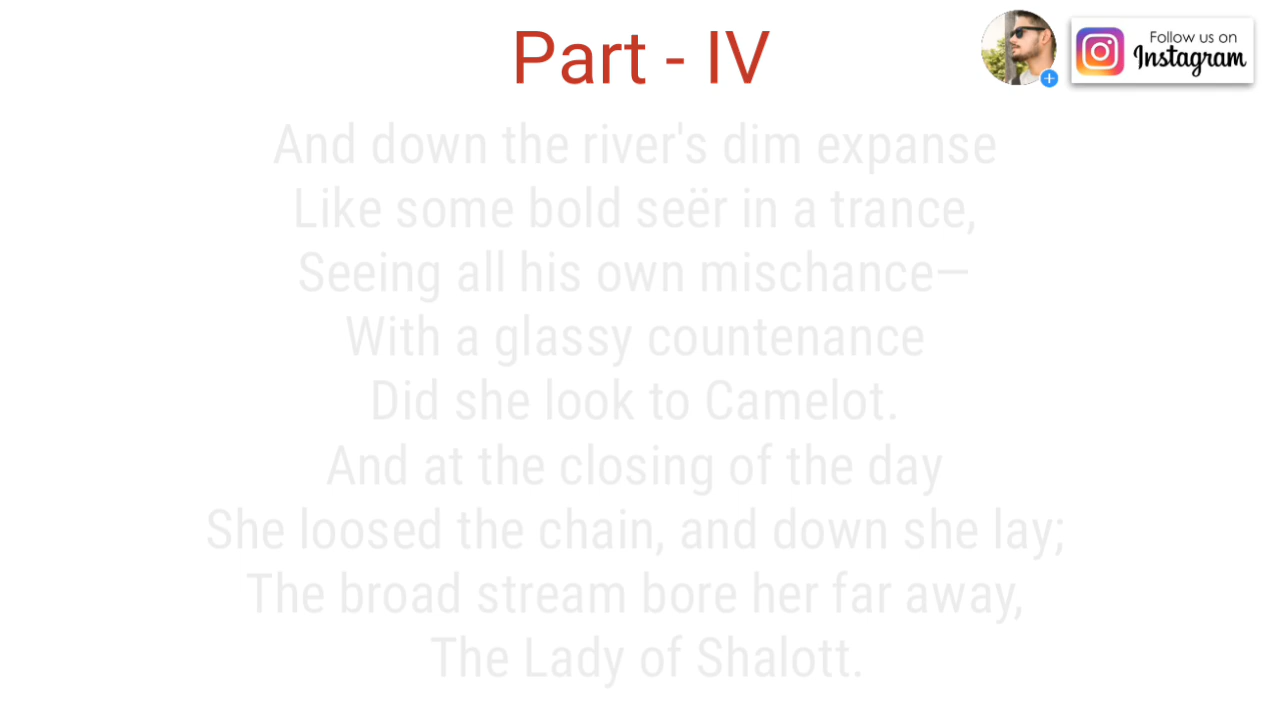 Part - IV
Follow us on
Instagram
And down the river's dim expanse
Like some bold seër in a trance,
Seeing all his own mischance—
With a glassy countenance
Did she look to Camelot.
And at the closing of the day
She loosed the chain, and down she lay;
The broad stream bore her far away,
The Lady of Shalott.